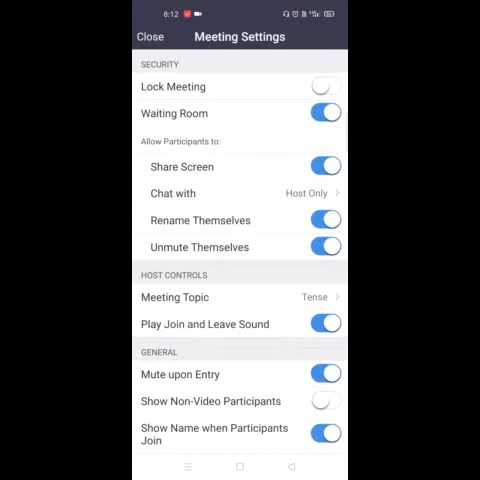 8:12
Close
Meeting Settings
SECURITY
Lock Meeting
Waiting Room
Allow Participants to:
Share Screen
Chat with
Host Only
Rename Themselves
Unmute Themselves
HOST CONTROLS
Meeting Topic
Tense
Play Join and Leave Sound
GENERAL
Mute upon Entry
Show Non-Video Participants
Show Name when Participants
Join